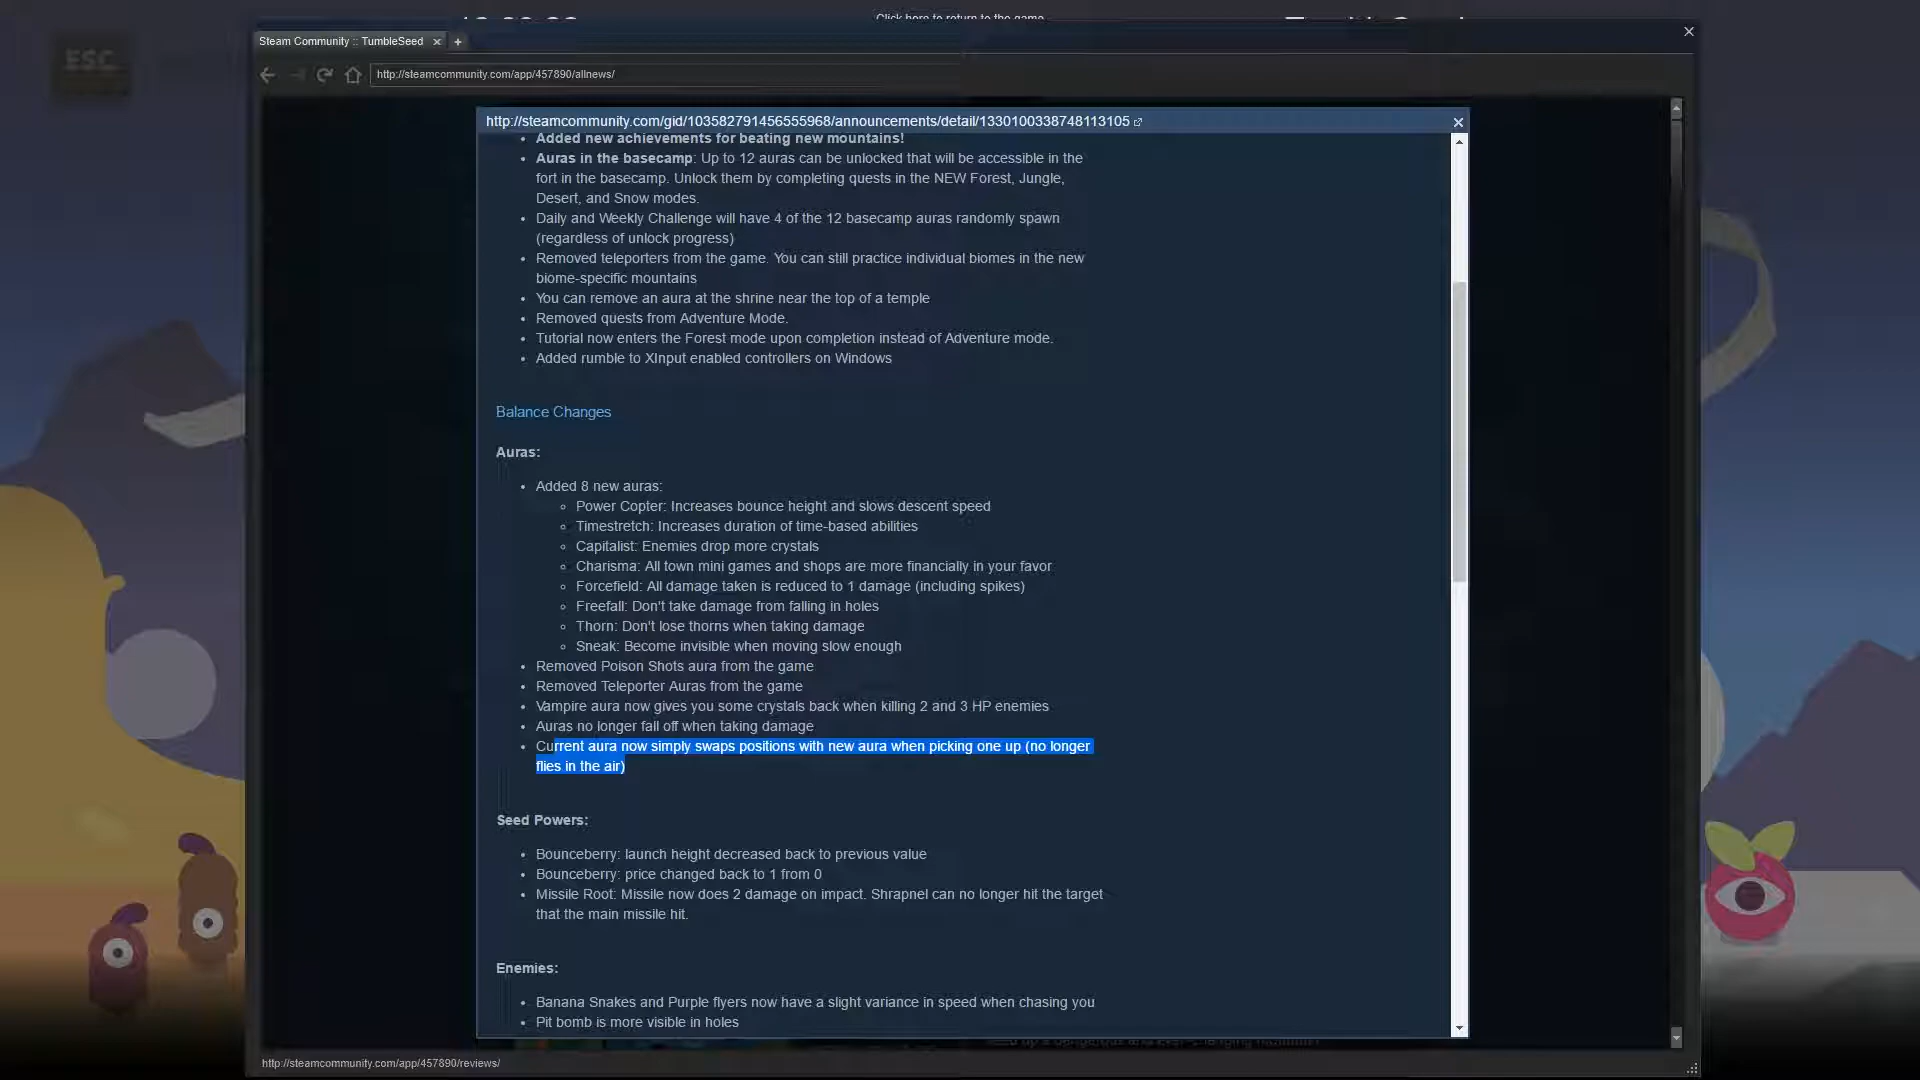 Click here to return to the game
ESC
Steam Community :: TumbleSeed
http://steamcommunity.com/app/457890/allnews/
http://steamcommunity.com/gid/103582791456555968/announcements/detail/1330100338748113105
• Added new achievements for beating new mountains!
• Auras in the basecamp: Up to 12 auras can be unlocked that will be accessible in the
fort in the basecamp. Unlock them by completing quests in the NEW Forest, Jungle,
Desert, and Snow modes.
• Daily and Weekly Challenge will have 4 of the 12 basecamp auras randomly spawn
(regardless of unlock progress)
• Removed teleporters from the game. You can still practice individual biomes in the new
biome-specific mountains
• You can remove an aura at the shrine near the top of a temple
• Removed quests from Adventure Mode.
• Tutorial now enters the Forest mode upon completion instead of Adventure mode.
• Added rumble to XInput enabled controllers on Windows
Balance Changes
Auras:
• Added 8 new auras:
◦ Power Copter: Increases bounce height and slows descent speed
◦ Timestretch: Increases duration of time-based abilities
◦ Capitalist: Enemies drop more crystals
◦ Charisma: All town mini games and shops are more financially in your favor
◦ Forcefield: All damage taken is reduced to 1 damage (including spikes)
◦ Freefall: Don't take damage from falling in holes
◦ Thorn: Don't lose thorns when taking damage
◦ Sneak: Become invisible when moving slow enough
• Removed Poison Shots aura from the game
• Removed Teleporter Auras from the game
• Vampire aura now gives you some crystals back when killing 2 and 3 HP enemies
• Auras no longer fall off when taking damage
• Current aura now simply swaps positions with new aura when picking one up (no longer
flies in the air)
Seed Powers:
• Bounceberry: launch height decreased back to previous value
• Bounceberry: price changed back to 1 from 0
• Missile Root: Missile now does 2 damage on impact. Shrapnel can no longer hit the target
that the main missile hit.
Enemies:
• Banana Snakes and Purple flyers now have a slight variance in speed when chasing you
• Pit bomb is more visible in holes
http://steamcommunity.com/app/457890/reviews/